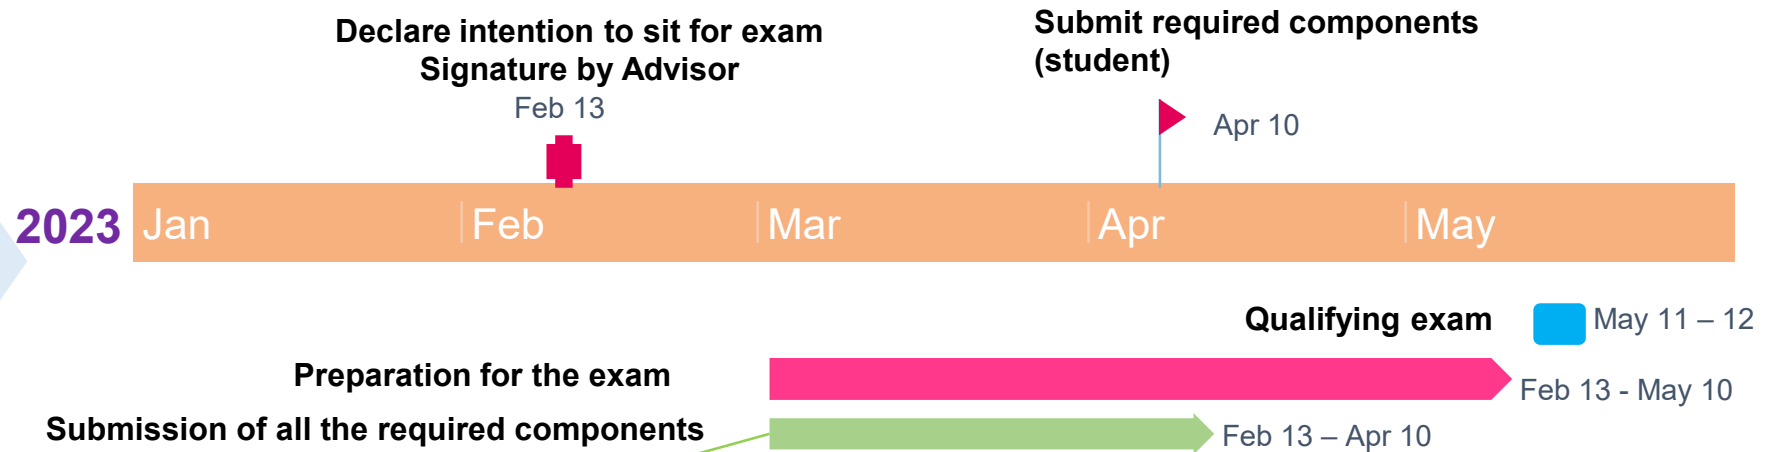 Declare intention to sit for exam
Signature by Advisor
Feb 13
Submit required components
(student)
Apr 10
2023
Jan
Feb
Mar
Apr
May
Qualifying exam
May 11 – 12
Preparation for the exam
Feb 13 - May 10
Submission of all the required components
Feb 13 – Apr 10